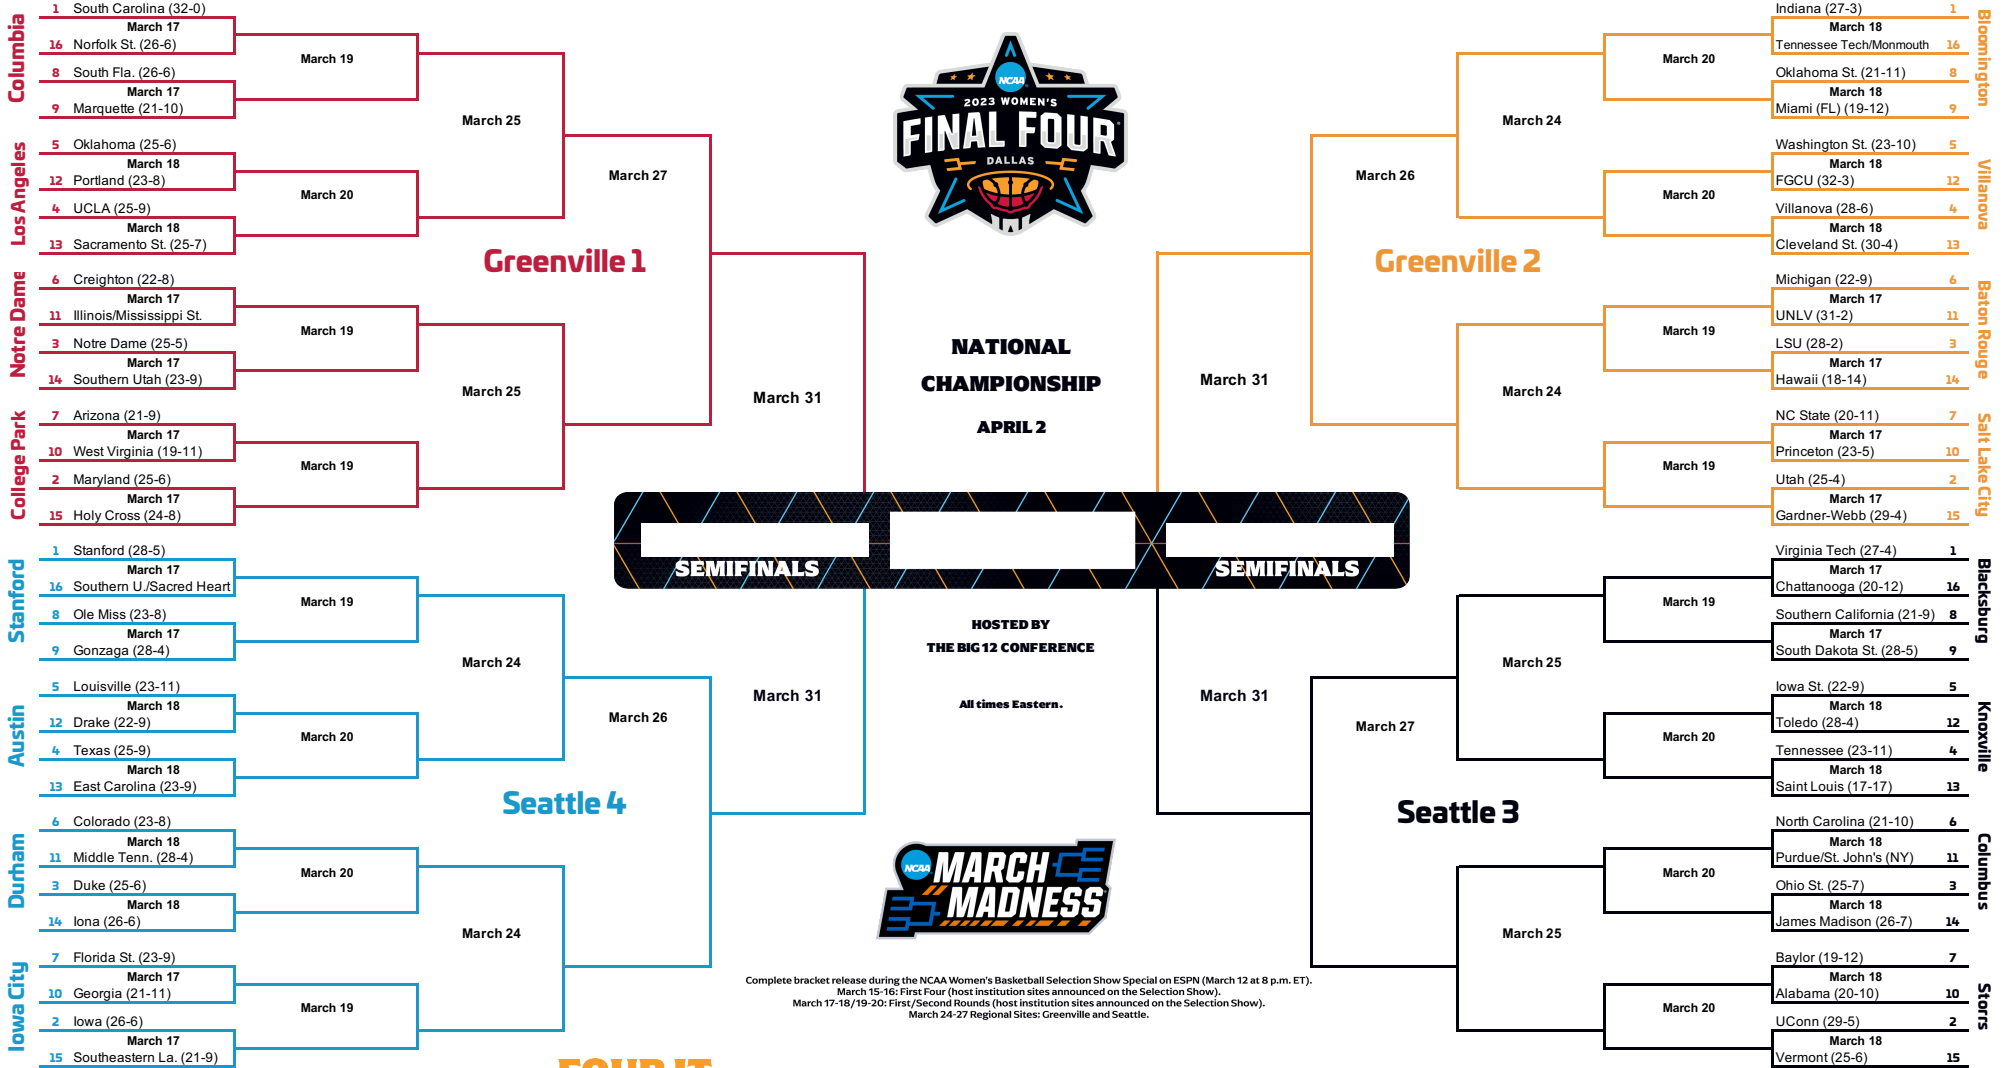 Columbia
1 South Carolina (32-0)
March 17
16 Norfolk St. (26-6)
March 19
8 South Fla. (26-6)
March 17
9 Marquette (21-10)
March 25
Los Angeles
5 Oklahoma (25-6)
March 18
12 Portland (23-8)
March 20
4 UCLA (25-9)
March 18
13 Sacramento St. (25-7)
March 27
Greenville 1
Notre Dame
6 Creighton (22-8)
March 17
11 Illinois/Mississippi St.
March 19
3 Notre Dame (25-5)
March 17
14 Southern Utah (23-9)
March 25
College Park
7 Arizona (21-9)
March 17
10 West Virginia (19-11)
March 19
2 Maryland (25-6)
March 17
15 Holy Cross (24-8)
March 31
Stanford
1 Stanford (28-5)
March 17
16 Southern U./Sacred Heart
March 19
8 Ole Miss (23-8)
March 17
9 Gonzaga (28-4)
March 24
Austin
5 Louisville (23-11)
March 18
12 Drake (22-9)
March 20
4 Texas (25-9)
March 18
13 East Carolina (23-9)
March 26
Seattle 4
March 31
Durham
6 Colorado (23-8)
March 18
11 Middle Tenn. (28-4)
March 20
3 Duke (25-6)
March 18
14 Iona (26-6)
March 24
Iowa City
7 Florida St. (23-9)
March 17
10 Georgia (21-11)
March 19
2 Iowa (26-6)
March 17
15 Southeastern La. (21-9)
NCAA
2023 WOMEN'S
FINAL FOUR
DALLAS
NATIONAL
CHAMPIONSHIP
APRIL 2
SEMIFINALS
SEMIFINALS
HOSTED BY
THE BIG 12 CONFERENCE
All times Eastern.
NCAA
MARCH
MADNESS
Complete bracket release during the NCAA Women's Basketball Selection Show Special on ESPN (March 12 at 8 p.m. ET).
March 15-16: First Four (host institution sites announced on the Selection Show).
March 17-18/19-20: First/Second Rounds (host institution sites announced on the Selection Show).
March 24-27 Regional Sites: Greenville and Seattle.
FOUR IT
Bloomington
Indiana (27-3) 1
March 18
Tennessee Tech/Monmouth 16
March 20
Oklahoma St. (21-11) 8
March 18
Miami (FL) (19-12) 9
March 24
Villanova
Washington St. (23-10) 5
March 18
FGCU (32-3) 12
March 20
Villanova (28-6) 4
March 18
Cleveland St. (30-4) 13
March 26
Greenville 2
Baton Rouge
Michigan (22-9) 6
March 17
UNLV (31-2) 11
March 19
LSU (28-2) 3
March 17
Hawaii (18-14) 14
March 24
March 31
Salt Lake City
NC State (20-11) 7
March 17
Princeton (23-5) 10
March 19
Utah (25-4) 2
March 17
Gardner-Webb (29-4) 15
Blacksburg
Virginia Tech (27-4) 1
March 17
Chattanooga (20-12) 16
March 19
Southern California (21-9) 8
March 17
South Dakota St. (28-5) 9
March 25
Knoxville
Iowa St. (22-9) 5
March 18
Toledo (28-4) 12
March 20
Tennessee (23-11) 4
March 18
Saint Louis (17-17) 13
March 31
March 27
Seattle 3
Columbus
North Carolina (21-10) 6
March 18
Purdue/St. John's (NY) 11
March 20
Ohio St. (25-7) 3
March 18
James Madison (26-7) 14
March 25
Storrs
Baylor (19-12) 7
March 18
Alabama (20-10) 10
March 20
UConn (29-5) 2
March 18
Vermont (25-6) 15